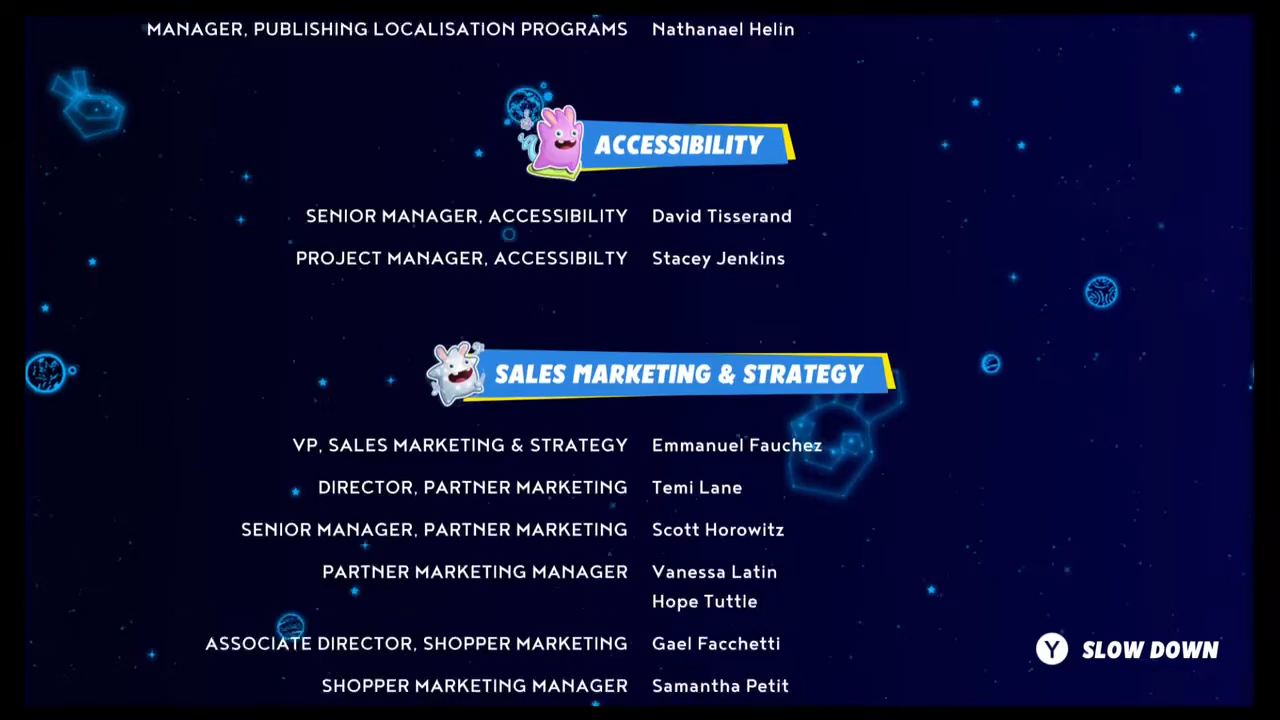 MANAGER, PUBLISHING LOCALISATION PROGRAMS Nathanael Helin
ACCESSIBILITY
SENIOR MANAGER, ACCESSIBILITY David Tisserand
PROJECT MANAGER, ACCESSIBILTY Stacey Jenkins
SALES MARKETING & STRATEGY
VP, SALES MARKETING & STRATEGY Emmanuel Fauchez
DIRECTOR, PARTNER MARKETING Temi Lane
SENIOR MANAGER, PARTNER MARKETING Scott Horowitz
PARTNER MARKETING MANAGER Vanessa Latin
Hope Tuttle
ASSOCIATE DIRECTOR, SHOPPER MARKETING Gael Facchetti
SHOPPER MARKETING MANAGER Samantha Petit
Y SLOW DOWN